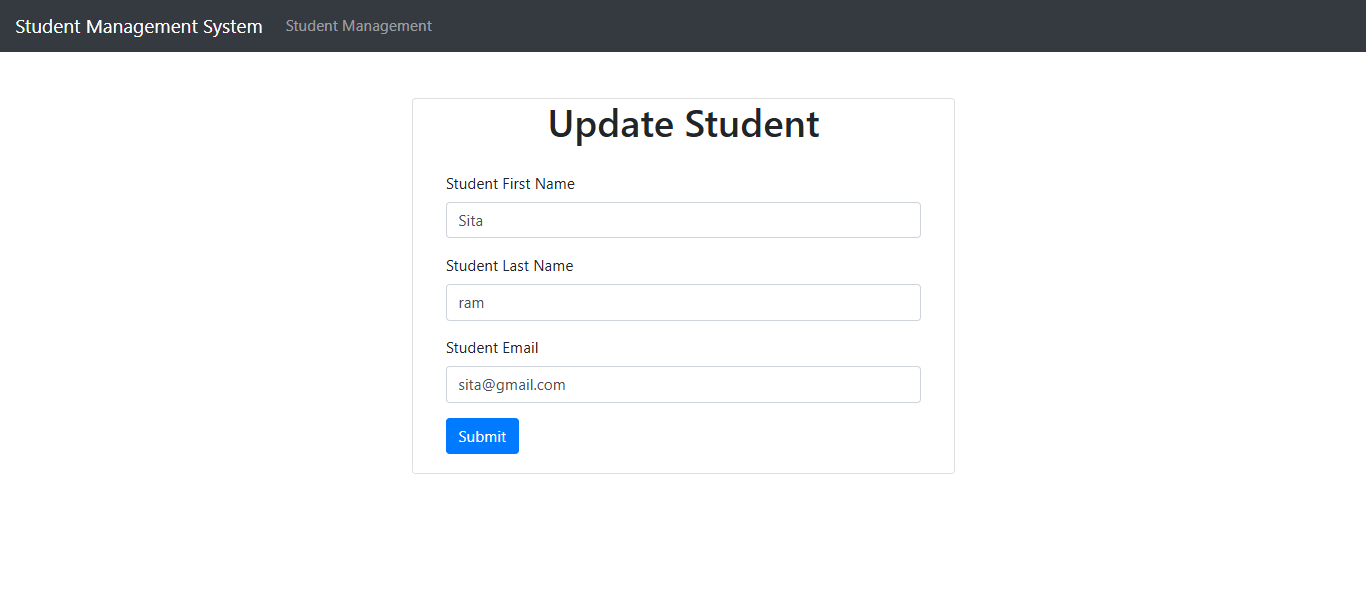 Student Management System Student Management
Update Student
Student First Name
Sita
Student Last Name
ram
Student Email
sita@gmail.com
Submit